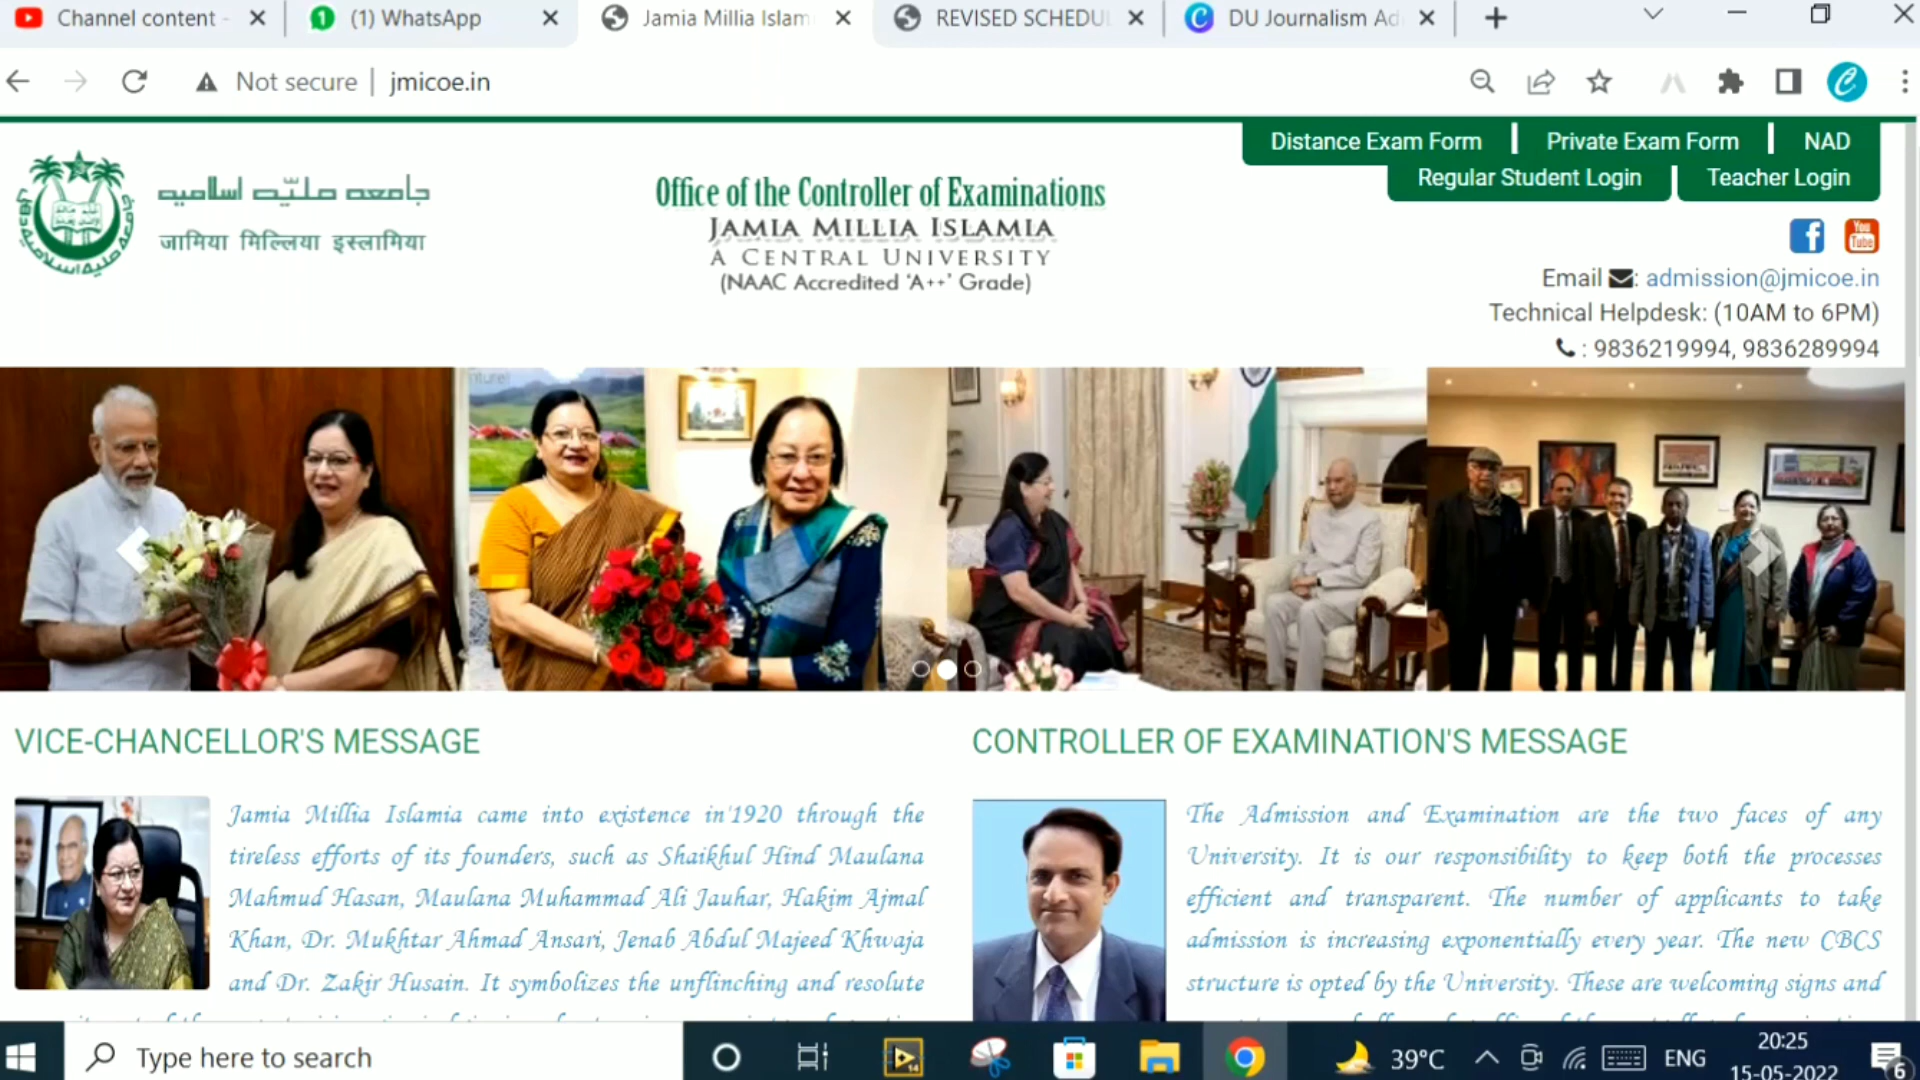 Channel content -
(1) WhatsApp
Jamia Millia Islam
REVISED SCHEDUL
DU Journalism Ad
Not secure
jmicoe.in
Distance Exam Form
Private Exam Form
NAD
Regular Student Login
Teacher Login
جامعه ملیّه اسلامیه
जामिया मिल्लिया इस्लामिया
Office of the Controller of Examinations
JAMIA MILLIA ISLAMIA
A CENTRAL UNIVERSITY
(NAAC Accredited 'A++' Grade)
You
Tube
Email : admission@jmicoe.in
Technical Helpdesk: (10AM to 6PM)
: 9836219994, 9836289994
VICE-CHANCELLOR'S MESSAGE
Jamia Millia Islamia came into existence in'1920 through the
tireless efforts of its founders, such as Shaikhul Hind Maulana
Mahmud Hasan, Maulana Muhammad Ali Jauhar, Hakim Ajmal
Khan, Dr. Mukhtar Ahmad Ansari, Jenab Abdul Majeed Khwaja
and Dr. Zakir Husain. It symbolizes the unflinching and resolute
CONTROLLER OF EXAMINATION'S MESSAGE
The Admission and Examination are the two faces of any
University. It is our responsibility to keep both the processes
efficient and transparent. The number of applicants to take
admission is increasing exponentially every year. The new CBCS
structure is opted by the University. These are welcoming signs and
Type here to search
14
39°C
ENG
20:25
15-05-2022
6